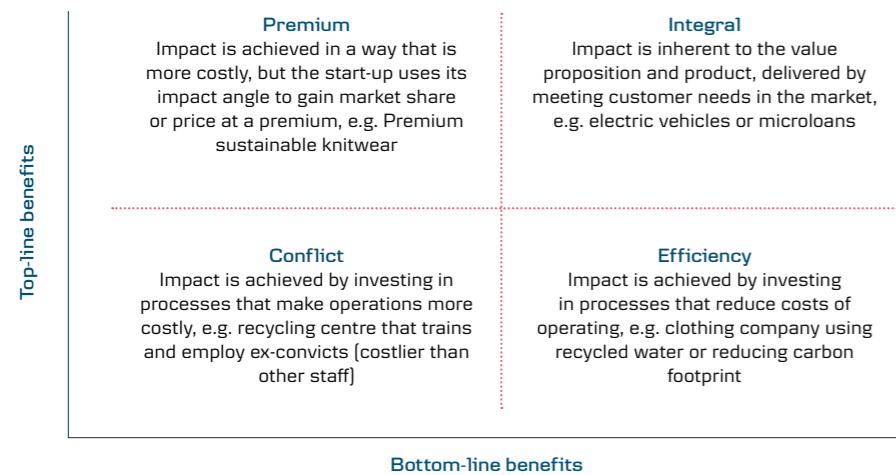 Premium
Impact is achieved in a way that is
more costly, but the start-up uses its
impact angle to gain market share
or price at a premium, e.g. Premium
sustainable knitwear
Integral
Impact is inherent to the value
proposition and product, delivered by
meeting customer needs in the market,
e.g. electric vehicles or microloans
Top-line benefits
Conflict
Impact is achieved by investing in
processes that make operations more
costly, e.g. recycling centre that trains
and employ ex-convicts (costlier than
other staff)
Efficiency
Impact is achieved by investing
in processes that reduce costs of
operating, e.g. clothing company using
recycled water or reducing carbon
footprint
Bottom-line benefits